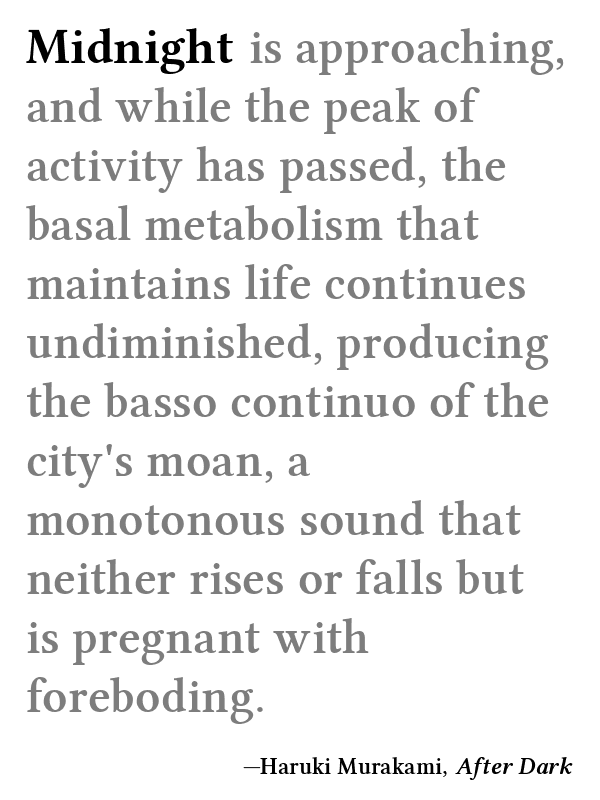 Midnight is approaching,
and while the peak of
activity has passed, the
basal metabolism that
maintains life continues
undiminished, producing
the basso continuo of the
city's moan, a
monotonous sound that
neither rises or falls but
is pregnant with
foreboding.
—Haruki Murakami, After Dark